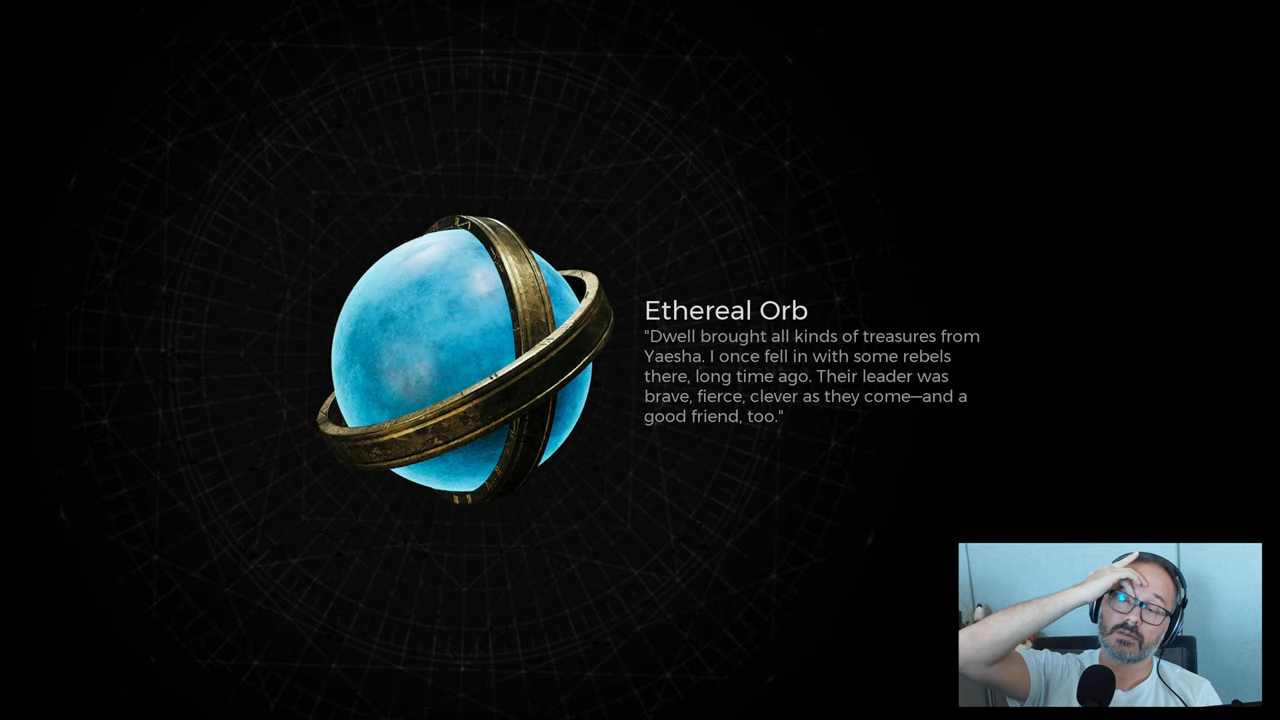 Ethereal Orb
"Dwell brought all kinds of treasures from
Yaesha. I once fell in with some rebels
there, long time ago. Their leader was
brave, fierce, clever as they come—and a
good friend, too."